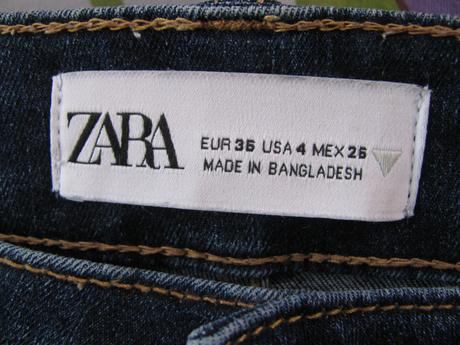 ZARA
EUR 36 USA 4 MEX 26
MADE IN BANGLADESH